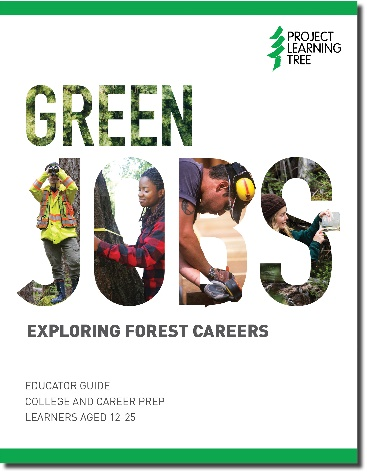 PROJECT
LEARNING
TREE
GREEN
JOBS
EXPLORING FOREST CAREERS
EDUCATOR GUIDE
COLLEGE AND CAREER PREP
LEARNERS AGED 12-25